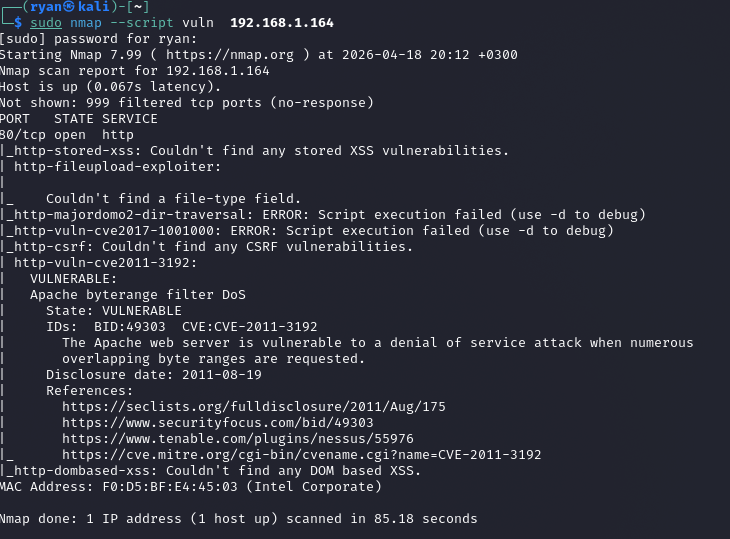 ┌──(ryan㉿kali)-[~]
└─$ sudo nmap --script vuln  192.168.1.164
[sudo] password for ryan:
Starting Nmap 7.99 ( https://nmap.org ) at 2026-04-18 20:12 +0300
Nmap scan report for 192.168.1.164
Host is up (0.067s latency).
Not shown: 999 filtered tcp ports (no-response)
PORT   STATE SERVICE
80/tcp open  http
|_http-stored-xss: Couldn't find any stored XSS vulnerabilities.
| http-fileupload-exploiter:
|
|_    Couldn't find a file-type field.
|_http-majordomo2-dir-traversal: ERROR: Script execution failed (use -d to debug)
|_http-vuln-cve2017-1001000: ERROR: Script execution failed (use -d to debug)
|_http-csrf: Couldn't find any CSRF vulnerabilities.
| http-vuln-cve2011-3192:
|   VULNERABLE:
|   Apache byterange filter DoS
|     State: VULNERABLE
|     IDs:  BID:49303  CVE:CVE-2011-3192
|       The Apache web server is vulnerable to a denial of service attack when numerous
|       overlapping byte ranges are requested.
|     Disclosure date: 2011-08-19
|     References:
|       https://seclists.org/fulldisclosure/2011/Aug/175
|       https://www.securityfocus.com/bid/49303
|       https://www.tenable.com/plugins/nessus/55976
|_      https://cve.mitre.org/cgi-bin/cvename.cgi?name=CVE-2011-3192
|_http-dombased-xss: Couldn't find any DOM based XSS.
MAC Address: F0:D5:BF:E4:45:03 (Intel Corporate)
Nmap done: 1 IP address (1 host up) scanned in 85.18 seconds